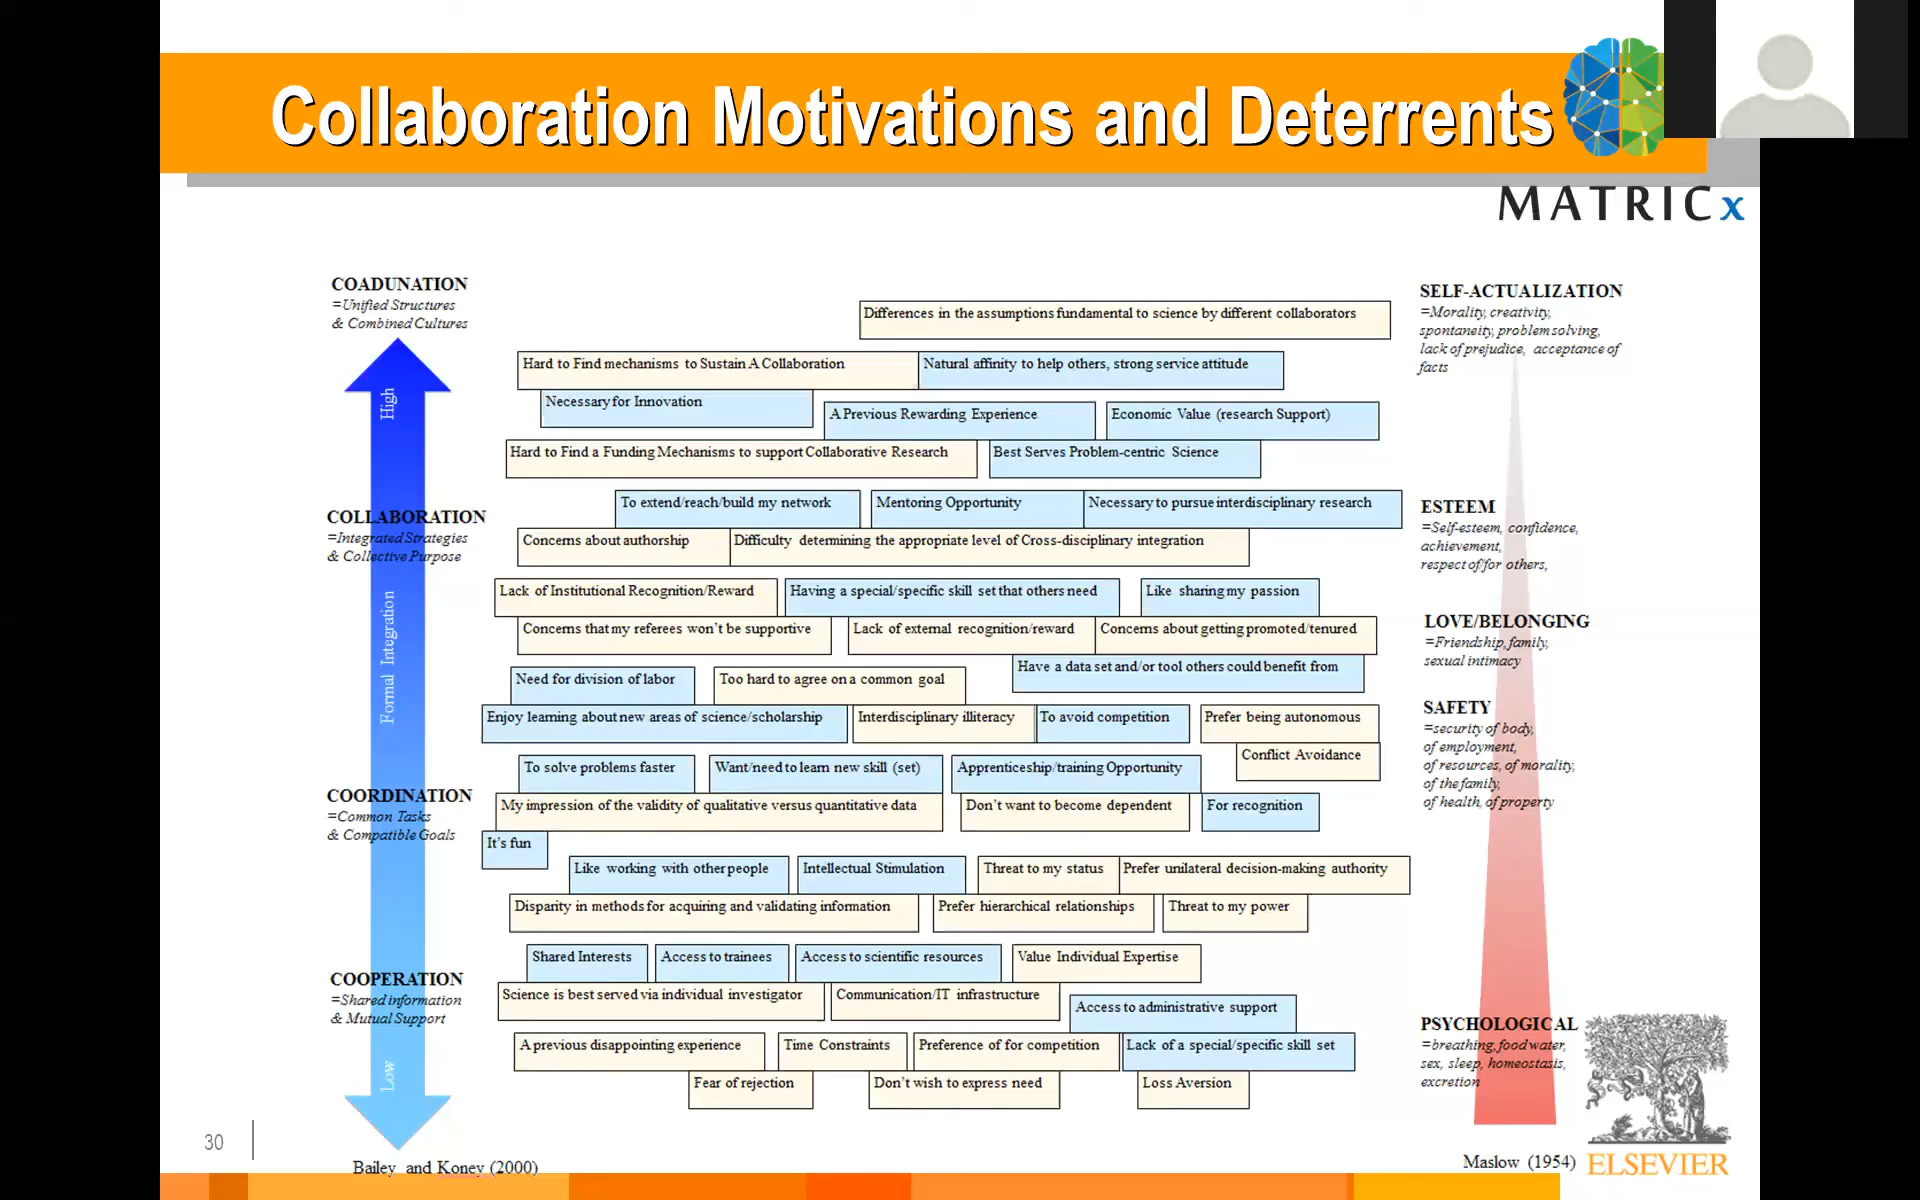 Collaboration Motivations and Deterrents
MATRICx
COADUNATION
=Unified Structures
& Combined Cultures
High
COLLABORATION
=Integrated Strategies
& Collective Purpose
Formal Integration
COORDINATION
=Common Tasks
& Compatible Goals
COOPERATION
=Shared information
& Mutual Support
Low
Bailey and Koney (2000)
Differences in the assumptions fundamental to science by different collaborators
Hard to Find mechanisms to Sustain A Collaboration
Natural affinity to help others, strong service attitude
Necessary for Innovation
A Previous Rewarding Experience
Economic Value (research Support)
Hard to Find a Funding Mechanisms to support Collaborative Research
Best Serves Problem-centric Science
To extend/reach/build my network
Mentoring Opportunity
Necessary to pursue interdisciplinary research
Concerns about authorship
Difficulty determining the appropriate level of Cross-disciplinary integration
Lack of Institutional Recognition/Reward
Having a special/specific skill set that others need
Like sharing my passion
Concerns that my referees won't be supportive
Lack of external recognition/reward
Concerns about getting promoted/tenured
Have a data set and/or tool others could benefit from
Need for division of labor
Too hard to agree on a common goal
Enjoy learning about new areas of science/scholarship
Interdisciplinary illiteracy
To avoid competition
Prefer being autonomous
Conflict Avoidance
To solve problems faster
Want/need to learn new skill (set)
Apprenticeship/training Opportunity
My impression of the validity of qualitative versus quantitative data
Don't want to become dependent
For recognition
It's fun
Like working with other people
Intellectual Stimulation
Threat to my status
Prefer unilateral decision-making authority
Disparity in methods for acquiring and validating information
Prefer hierarchical relationships
Threat to my power
Shared Interests
Access to trainees
Access to scientific resources
Value Individual Expertise
Science is best served via individual investigator
Communication/IT infrastructure
Access to administrative support
A previous disappointing experience
Time Constraints
Preference of for competition
Lack of a special/specific skill set
Fear of rejection
Don't wish to express need
Loss Aversion
SELF-ACTUALIZATION
=Morality, creativity,
spontaneity, problem solving,
lack of prejudice, acceptance of
facts
ESTEEM
=Self-esteem, confidence,
achievement,
respect of/for others,
LOVE/BELONGING
=Friendship, family,
sexual intimacy
SAFETY
=security of body,
of employment,
of resources, of morality,
of the family,
of health, of property
PSYCHOLOGICAL
=breathing, food water,
sex, sleep, homeostasis,
excretion
Maslow (1954)
ELSEVIER
30